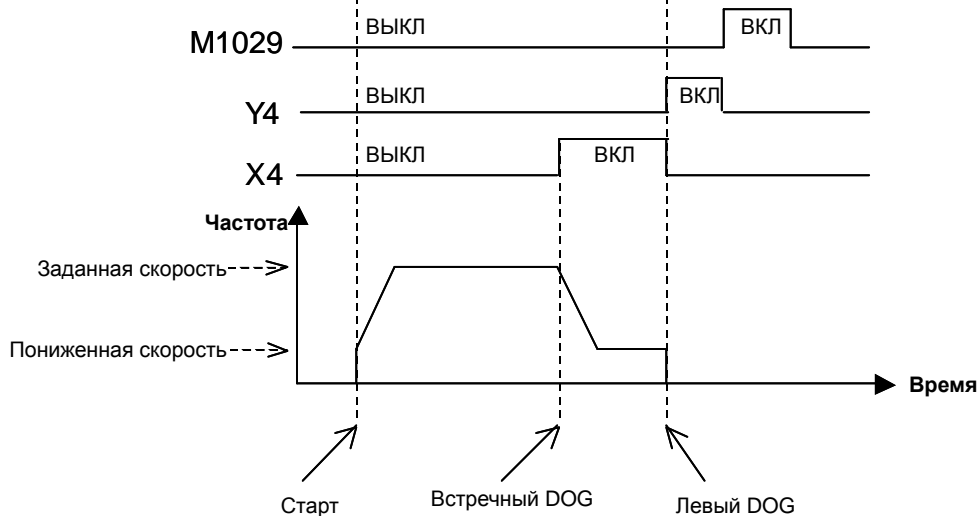 M1029 ВЫКЛ ВКЛ
Y4 ВЫКЛ ВКЛ
X4 ВЫКЛ ВКЛ
Частота
Заданная скорость
Пониженная скорость
Время
Старт Встречный DOG Левый DOG